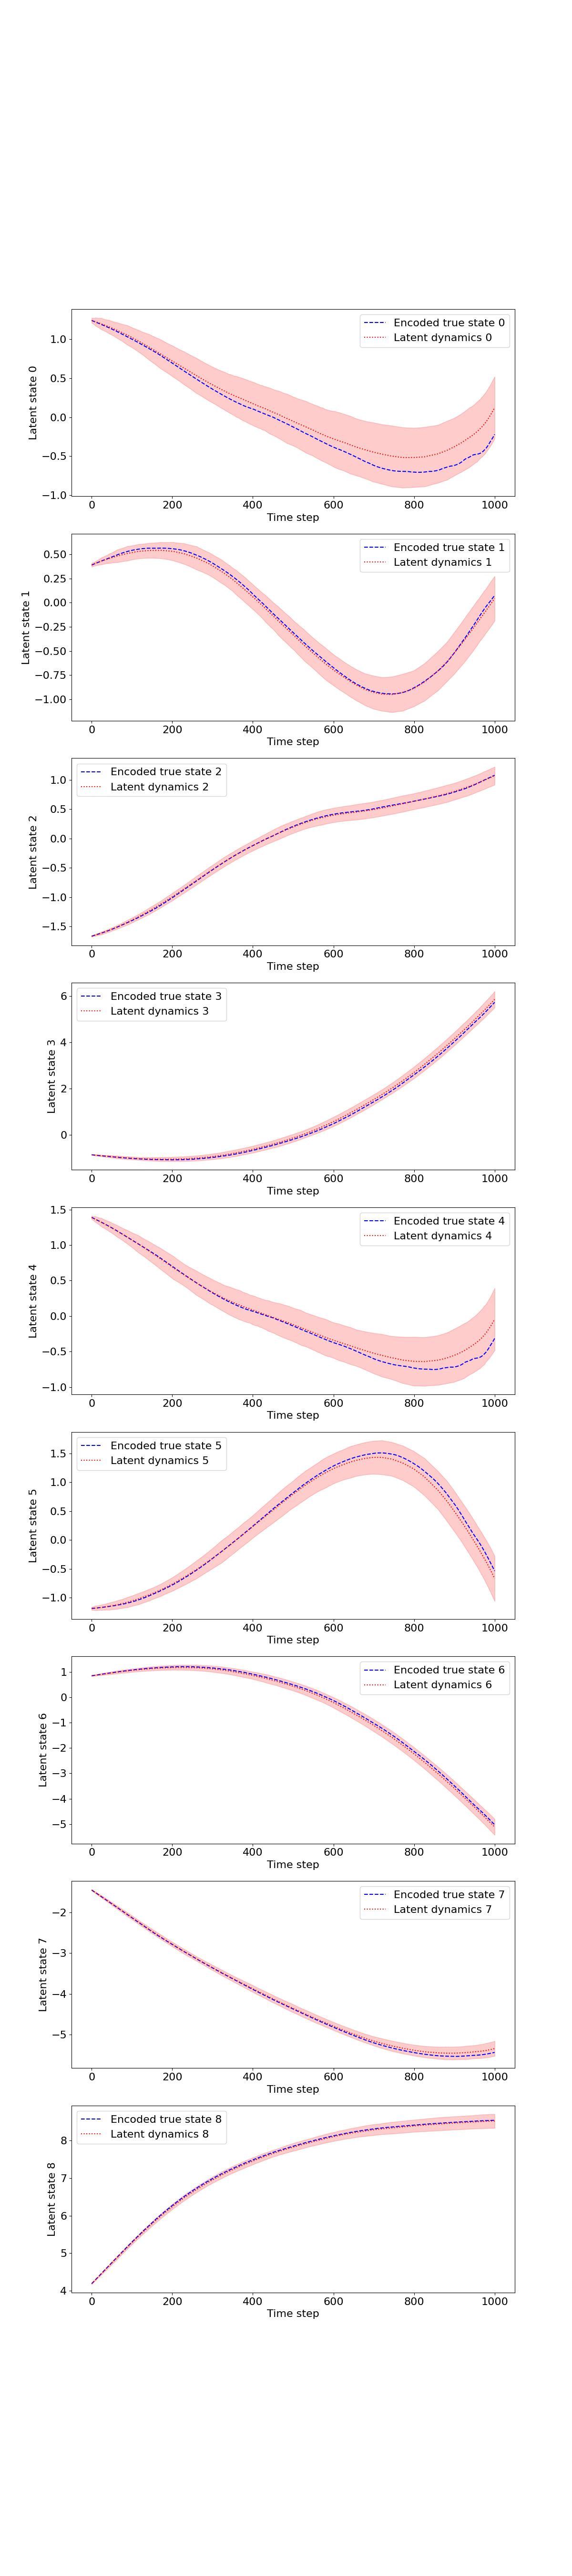 Latent state 0
1.0
0.5
0.0
−0.5
−1.0
Encoded true state 0
Latent dynamics 0
0 200 400 600 800 1000
Time step
Latent state 1
0.50
0.25
0.00
−0.25
−0.50
−0.75
−1.00
Encoded true state 1
Latent dynamics 1
0 200 400 600 800 1000
Time step
Latent state 2
1.0
0.5
0.0
−0.5
−1.0
−1.5
Encoded true state 2
Latent dynamics 2
0 200 400 600 800 1000
Time step
Latent state 3
6
4
2
0
Encoded true state 3
Latent dynamics 3
0 200 400 600 800 1000
Time step
Latent state 4
1.5
1.0
0.5
0.0
−0.5
−1.0
Encoded true state 4
Latent dynamics 4
0 200 400 600 800 1000
Time step
Latent state 5
1.5
1.0
0.5
0.0
−0.5
−1.0
Encoded true state 5
Latent dynamics 5
0 200 400 600 800 1000
Time step
Latent state 6
1
0
−1
−2
−3
−4
−5
Encoded true state 6
Latent dynamics 6
0 200 400 600 800 1000
Time step
Latent state 7
−2
−3
−4
−5
Encoded true state 7
Latent dynamics 7
0 200 400 600 800 1000
Time step
Latent state 8
8
7
6
5
4
Encoded true state 8
Latent dynamics 8
0 200 400 600 800 1000
Time step